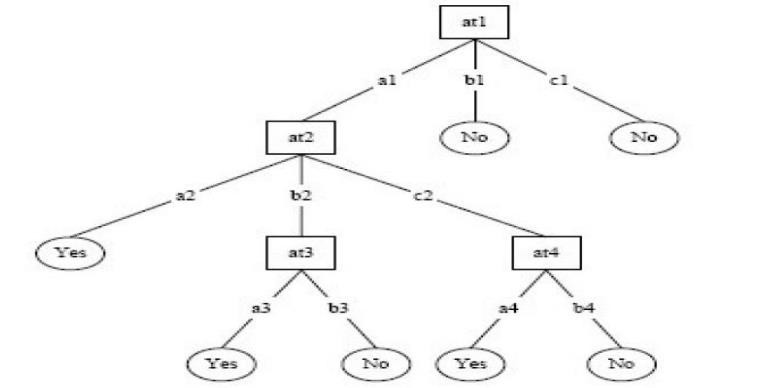 at1
a1 b1 c1
at2 No No
a2 b2 c2
Yes at3 at4
a3 b3 a4 b4
Yes No Yes No